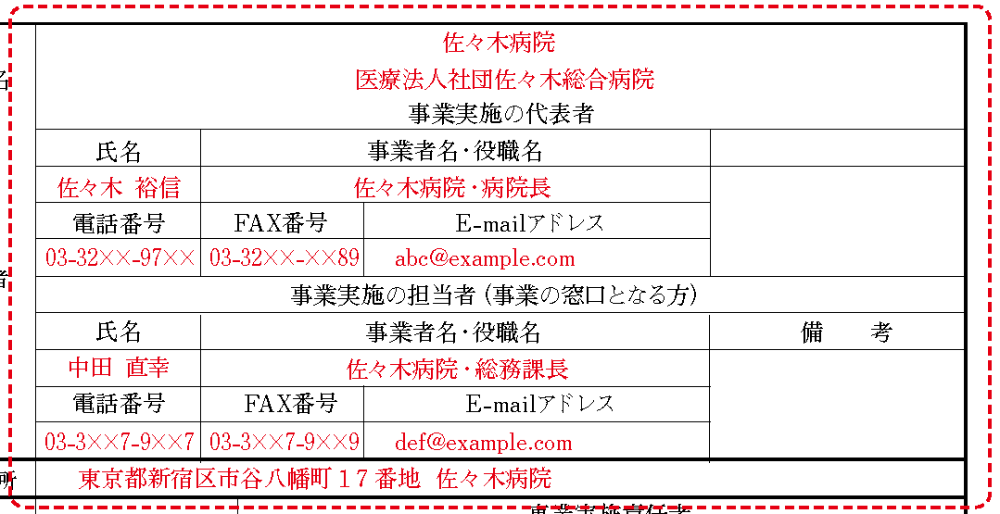 佐々木病院
医療法人社団佐々木総合病院
名
事業実施の代表者
氏名 事業者名・役職名
佐々木 裕信 佐々木病院・病院長
電話番号 FAX番号 E-mailアドレス
03-32××-97×× 03-32××-××89 abc@example.com
者
事業実施の担当者（事業の窓口となる方）
氏名 事業者名・役職名 備 考
中田 直幸 佐々木病院・総務課長
電話番号 FAX番号 E-mailアドレス
03-3××7-9××7 03-3××7-9××9 def@example.com
所 東京都新宿区市谷八幡町１７番地 佐々木病院
事業実施責任者